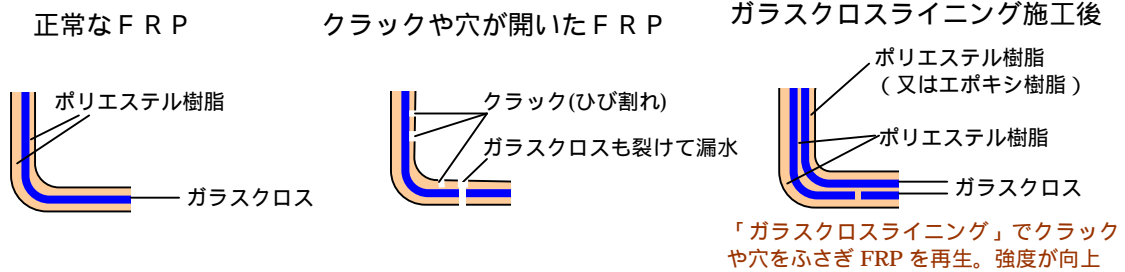 正常なＦＲＰ
ポリエステル樹脂
ガラスクロス
クラックや穴が開いたＦＲＰ
クラック(ひび割れ)
ガラスクロスも裂けて漏水
ガラスクロスライニング施工後
ポリエステル樹脂
（又はエポキシ樹脂）
ポリエステル樹脂
ガラスクロス
「ガラスクロスライニング」でクラック
や穴をふさぎ FRP を再生。強度が向上